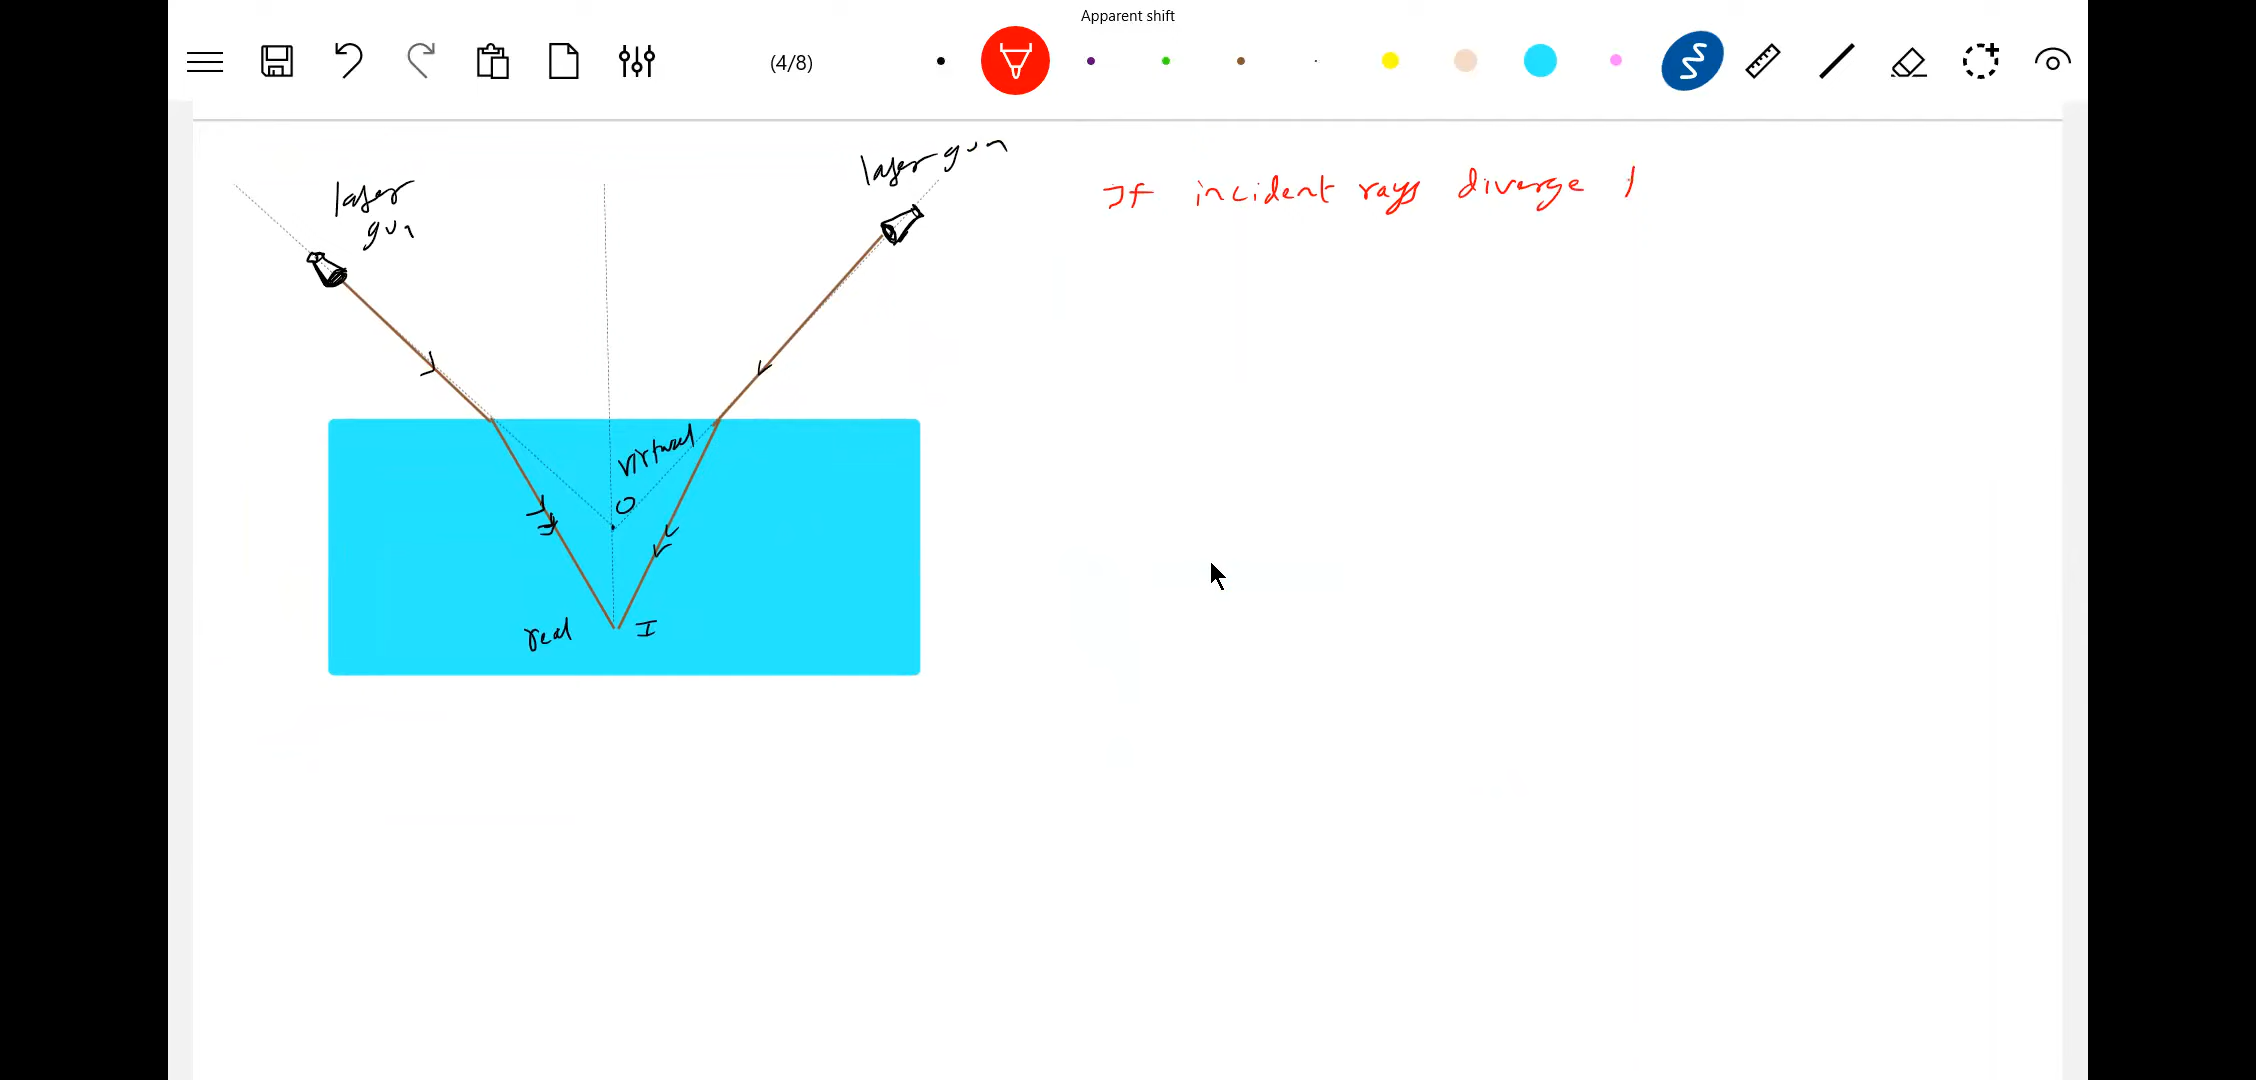 Apparent shift
(4/8)
laser gun
laser
gun
If incident rays diverge
virtual
O
real I